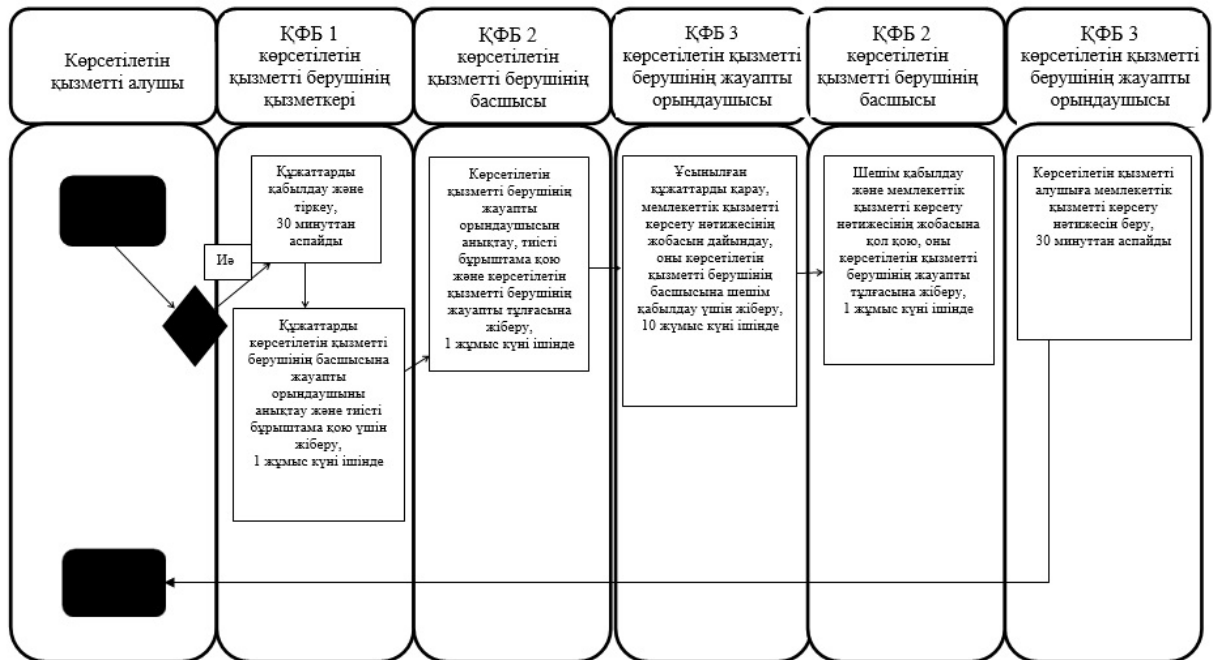 Көрсетілетін
қызметті алушы
ҚФБ 1
көрсетілетін
қызметті берушінің
қызметкері
ҚФБ 2
көрсетілетін
қызметті берушінің
басшысы
ҚФБ 3
көрсетілетін қызметті
берушінің жауапты
орындаушысы
ҚФБ 2
көрсетілетін
қызметті берушінің
басшысы
ҚФБ 3
көрсетілетін қызметті
берушінің жауапты
орындаушысы
Иә
Құжаттарды
қабылдау және
тіркеу,
30 минуттан
аспайды
Құжаттарды
көрсетілетін қызметті
берушінің басшысына
жауапты
орындаушыны
анықтау және тиісті
бұрыштама қою үшін
жіберу,
1 жұмыс күні ішінде
Көрсетілетін
қызметті берушінің
жауапты
орындаушысын
анықтау, тиісті
бұрыштама қою
және көрсетілетін
қызметті берушінің
жауапты тұлғасына
жіберу,
1 жұмыс күні ішінде
Ұсынылған
құжаттарды қарау,
мемлекеттік қызметті
көрсету нәтижесінің
жобасын дайындау,
оны көрсетілетін
қызметті берушінің
басшысына шешім
қабылдау үшін жіберу,
10 жұмыс күні ішінде
Шешім қабылдау
және мемлекеттік
қызметті көрсету
нәтижесінің жобасына
қол қою, оны
көрсетілетін қызметті
берушінің жауапты
тұлғасына жіберу,
1 жұмыс күні ішінде
Көрсетілетін қызметті
алушыға мемлекеттік
қызметті көрсету
нәтижесін беру,
30 минуттан аспайды